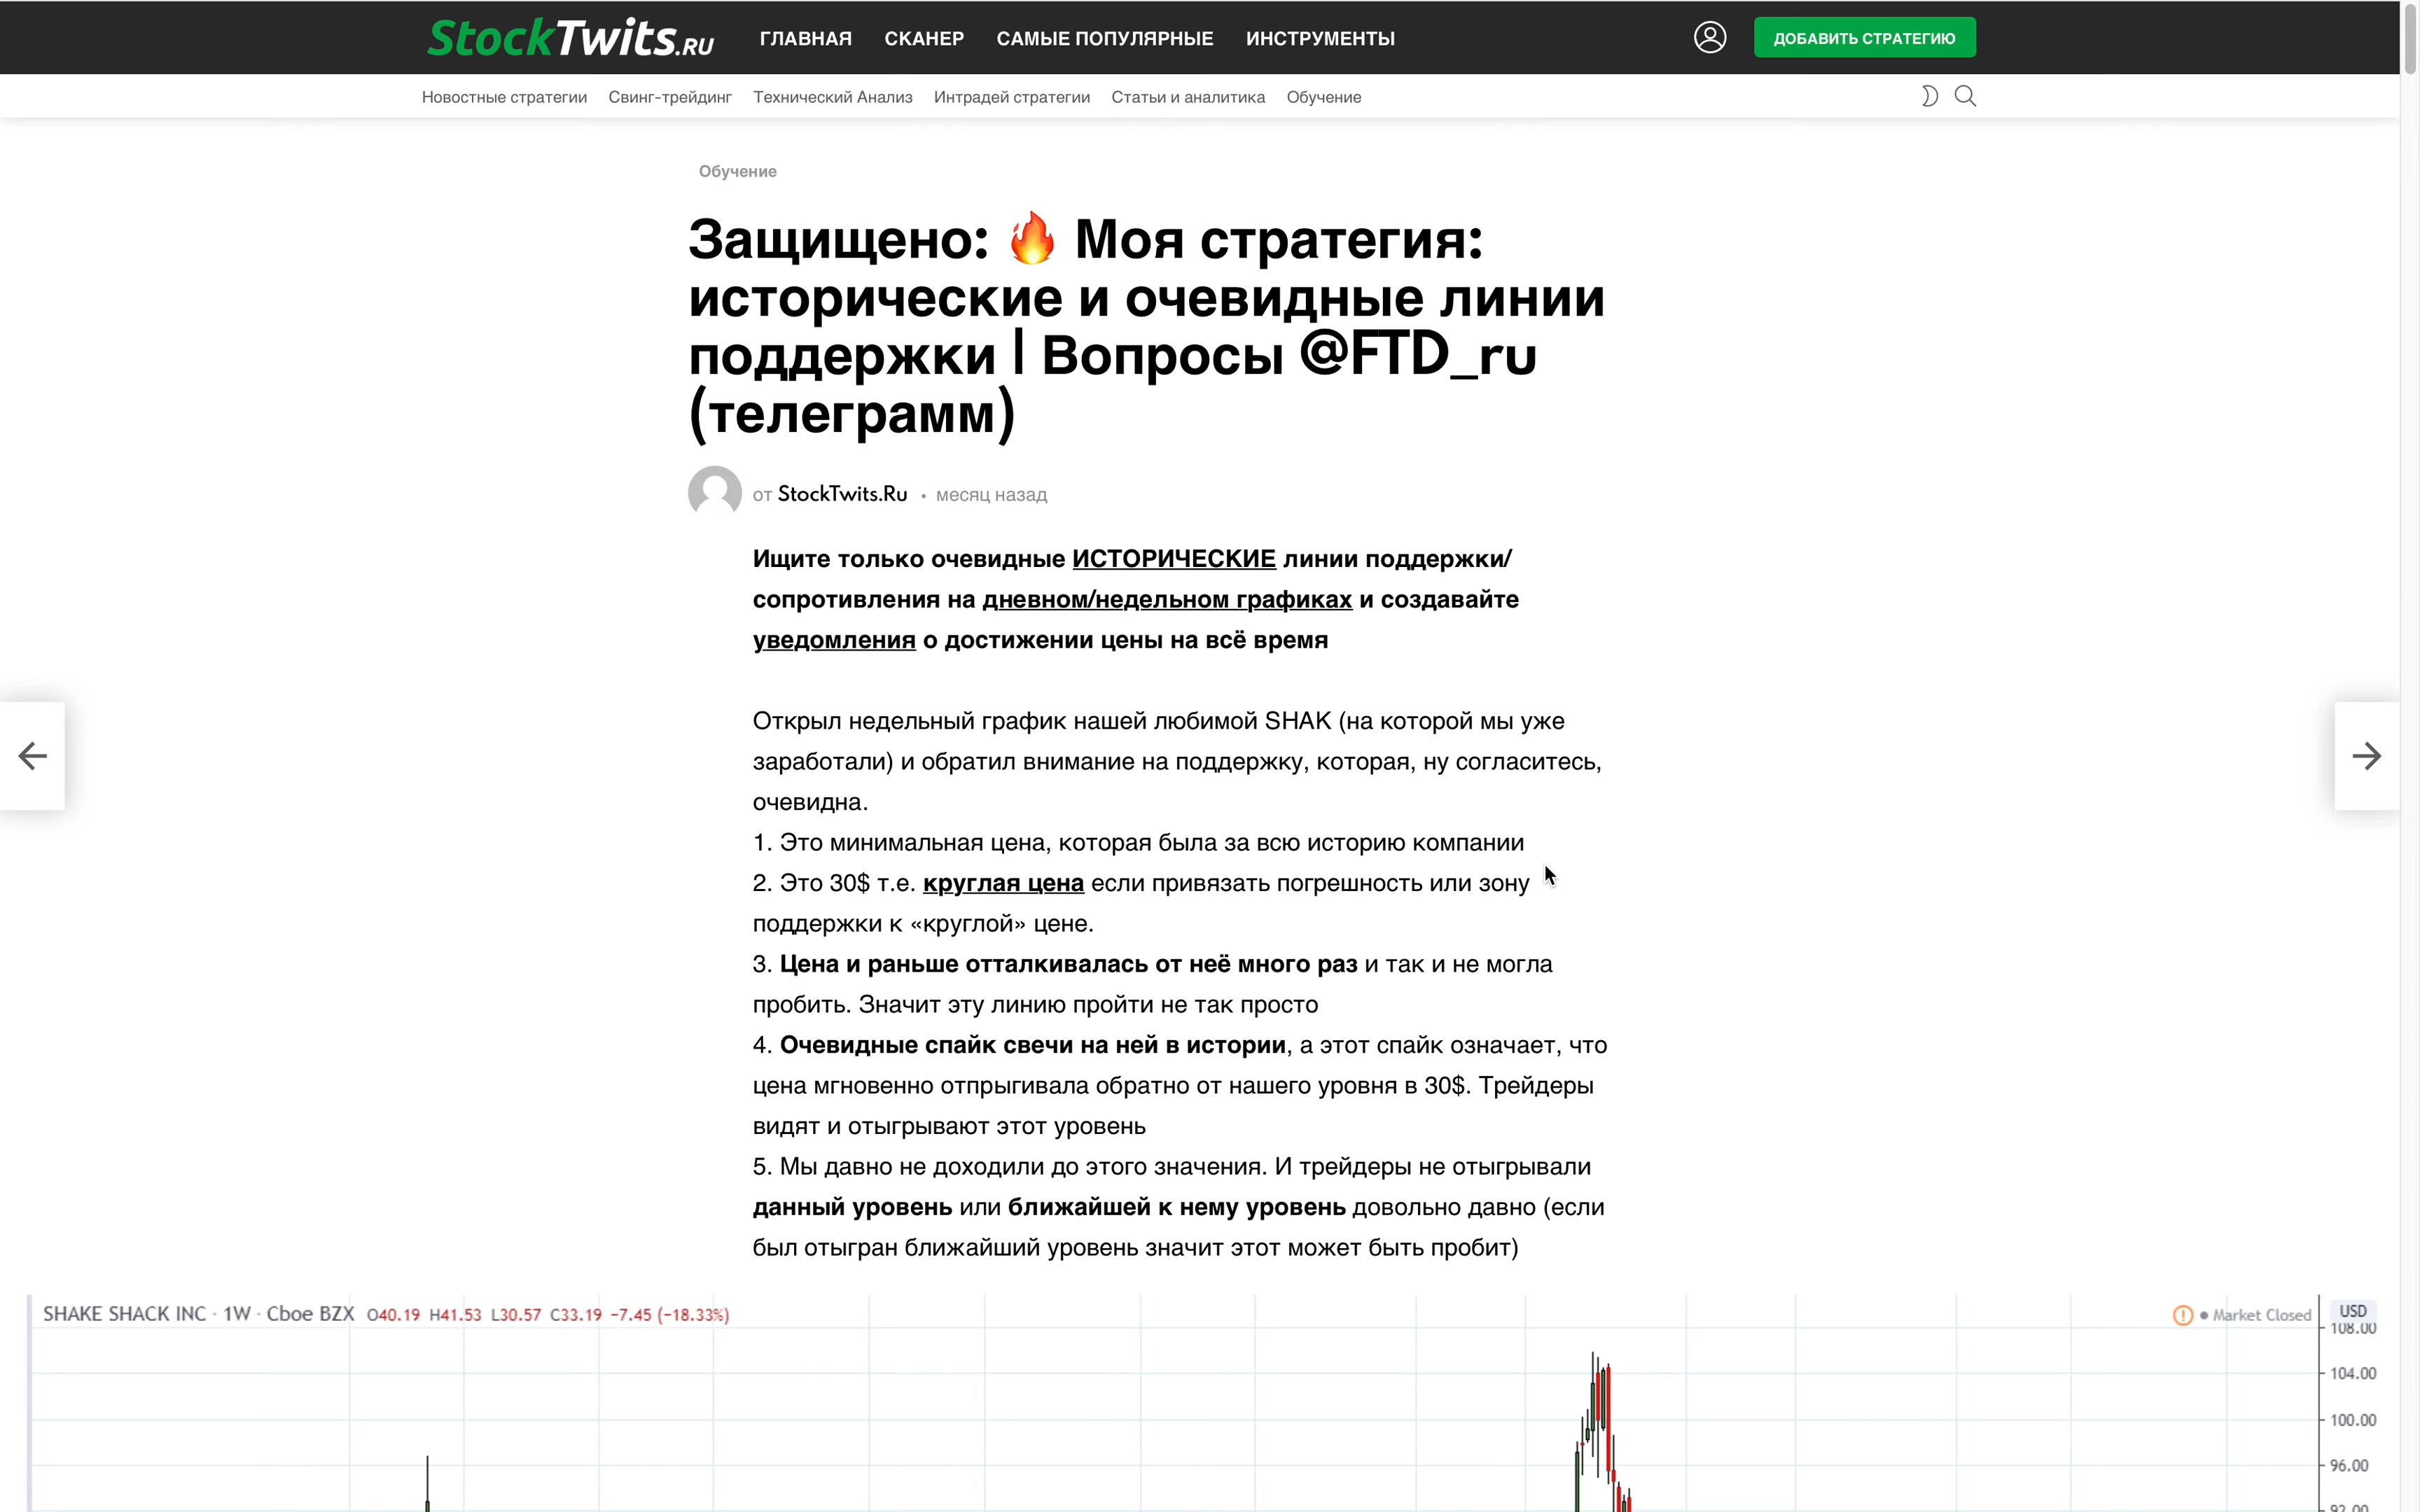 StockTwits.RU ГЛАВНАЯ СКАНЕР САМЫЕ ПОПУЛЯРНЫЕ ИНСТРУМЕНТЫ ДОБАВИТЬ СТРАТЕГИЮ
Новостные стратегии Свинг-трейдинг Технический Анализ Интрадей стратегии Статьи и аналитика Обучение
Обучение
Защищено: 🔥 Моя стратегия:
исторические и очевидные линии
поддержки | Вопросы @FTD_ru
(телеграмм)
от StockTwits.Ru • месяц назад
Ищите только очевидные ИСТОРИЧЕСКИЕ линии поддержки/
сопротивления на дневном/недельном графиках и создавайте
уведомления о достижении цены на всё время
Открыл недельный график нашей любимой SHAK (на которой мы уже
заработали) и обратил внимание на поддержку, которая, ну согласитесь,
очевидна.
1. Это минимальная цена, которая была за всю историю компании
2. Это 30$ т.е. круглая цена если привязать погрешность или зону
поддержки к «круглой» цене.
3. Цена и раньше отталкивалась от неё много раз и так и не могла
пробить. Значит эту линию пройти не так просто
4. Очевидные спайк свечи на ней в истории, а этот спайк означает, что
цена мгновенно отпрыгивала обратно от нашего уровня в 30$. Трейдеры
видят и отыгрывают этот уровень
5. Мы давно не доходили до этого значения. И трейдеры не отыгрывали
данный уровень или ближайшей к нему уровень довольно давно (если
был отыгран ближайший уровень значит этот может быть пробит)
SHAKE SHACK INC · 1W · Cboe BZX O40.19 H41.53 L30.57 C33.19 −7.45 (−18.33%) Market Closed USD
108.00
104.00
100.00
96.00
92.00